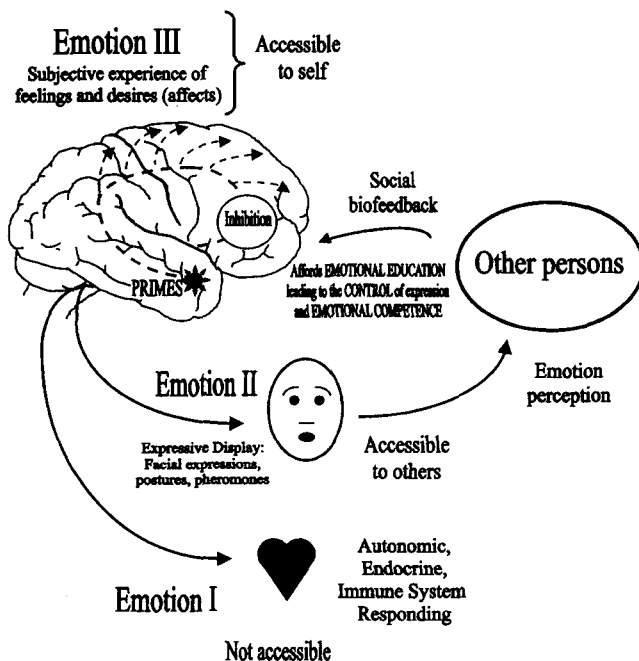 Emotion III
Subjective experience of
feelings and desires (affects)
Accessible
to self
Inhibition
PRIMES
Social
biofeedback
Affords EMOTIONAL EDUCATION
leading to the CONTROL of expression
and EMOTIONAL COMPETENCE
Other persons
Emotion
perception
Emotion II
Expressive Display:
Facial expressions,
postures, pheromones
Accessible
to others
Emotion I
Autonomic,
Endocrine,
Immune System
Responding
Not accessible